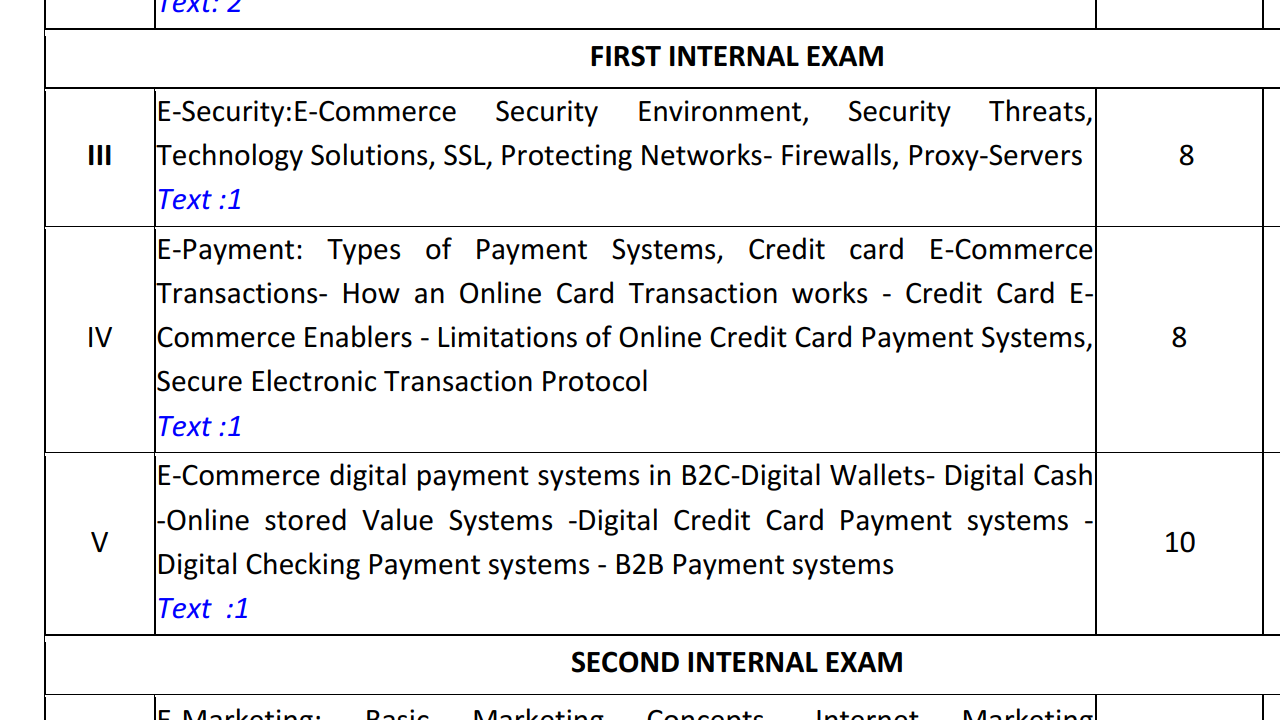 Text: 2
FIRST INTERNAL EXAM
III
E-Security:E-Commerce Security Environment, Security Threats,
Technology Solutions, SSL, Protecting Networks- Firewalls, Proxy-Servers
Text :1
8
IV
E-Payment: Types of Payment Systems, Credit card E-Commerce
Transactions- How an Online Card Transaction works - Credit Card E-
Commerce Enablers - Limitations of Online Credit Card Payment Systems,
Secure Electronic Transaction Protocol
Text :1
8
V
E-Commerce digital payment systems in B2C-Digital Wallets- Digital Cash
-Online stored Value Systems -Digital Credit Card Payment systems -
Digital Checking Payment systems - B2B Payment systems
Text :1
10
SECOND INTERNAL EXAM
E-Marketing: Basic Marketing Concepts, Internet Marketing